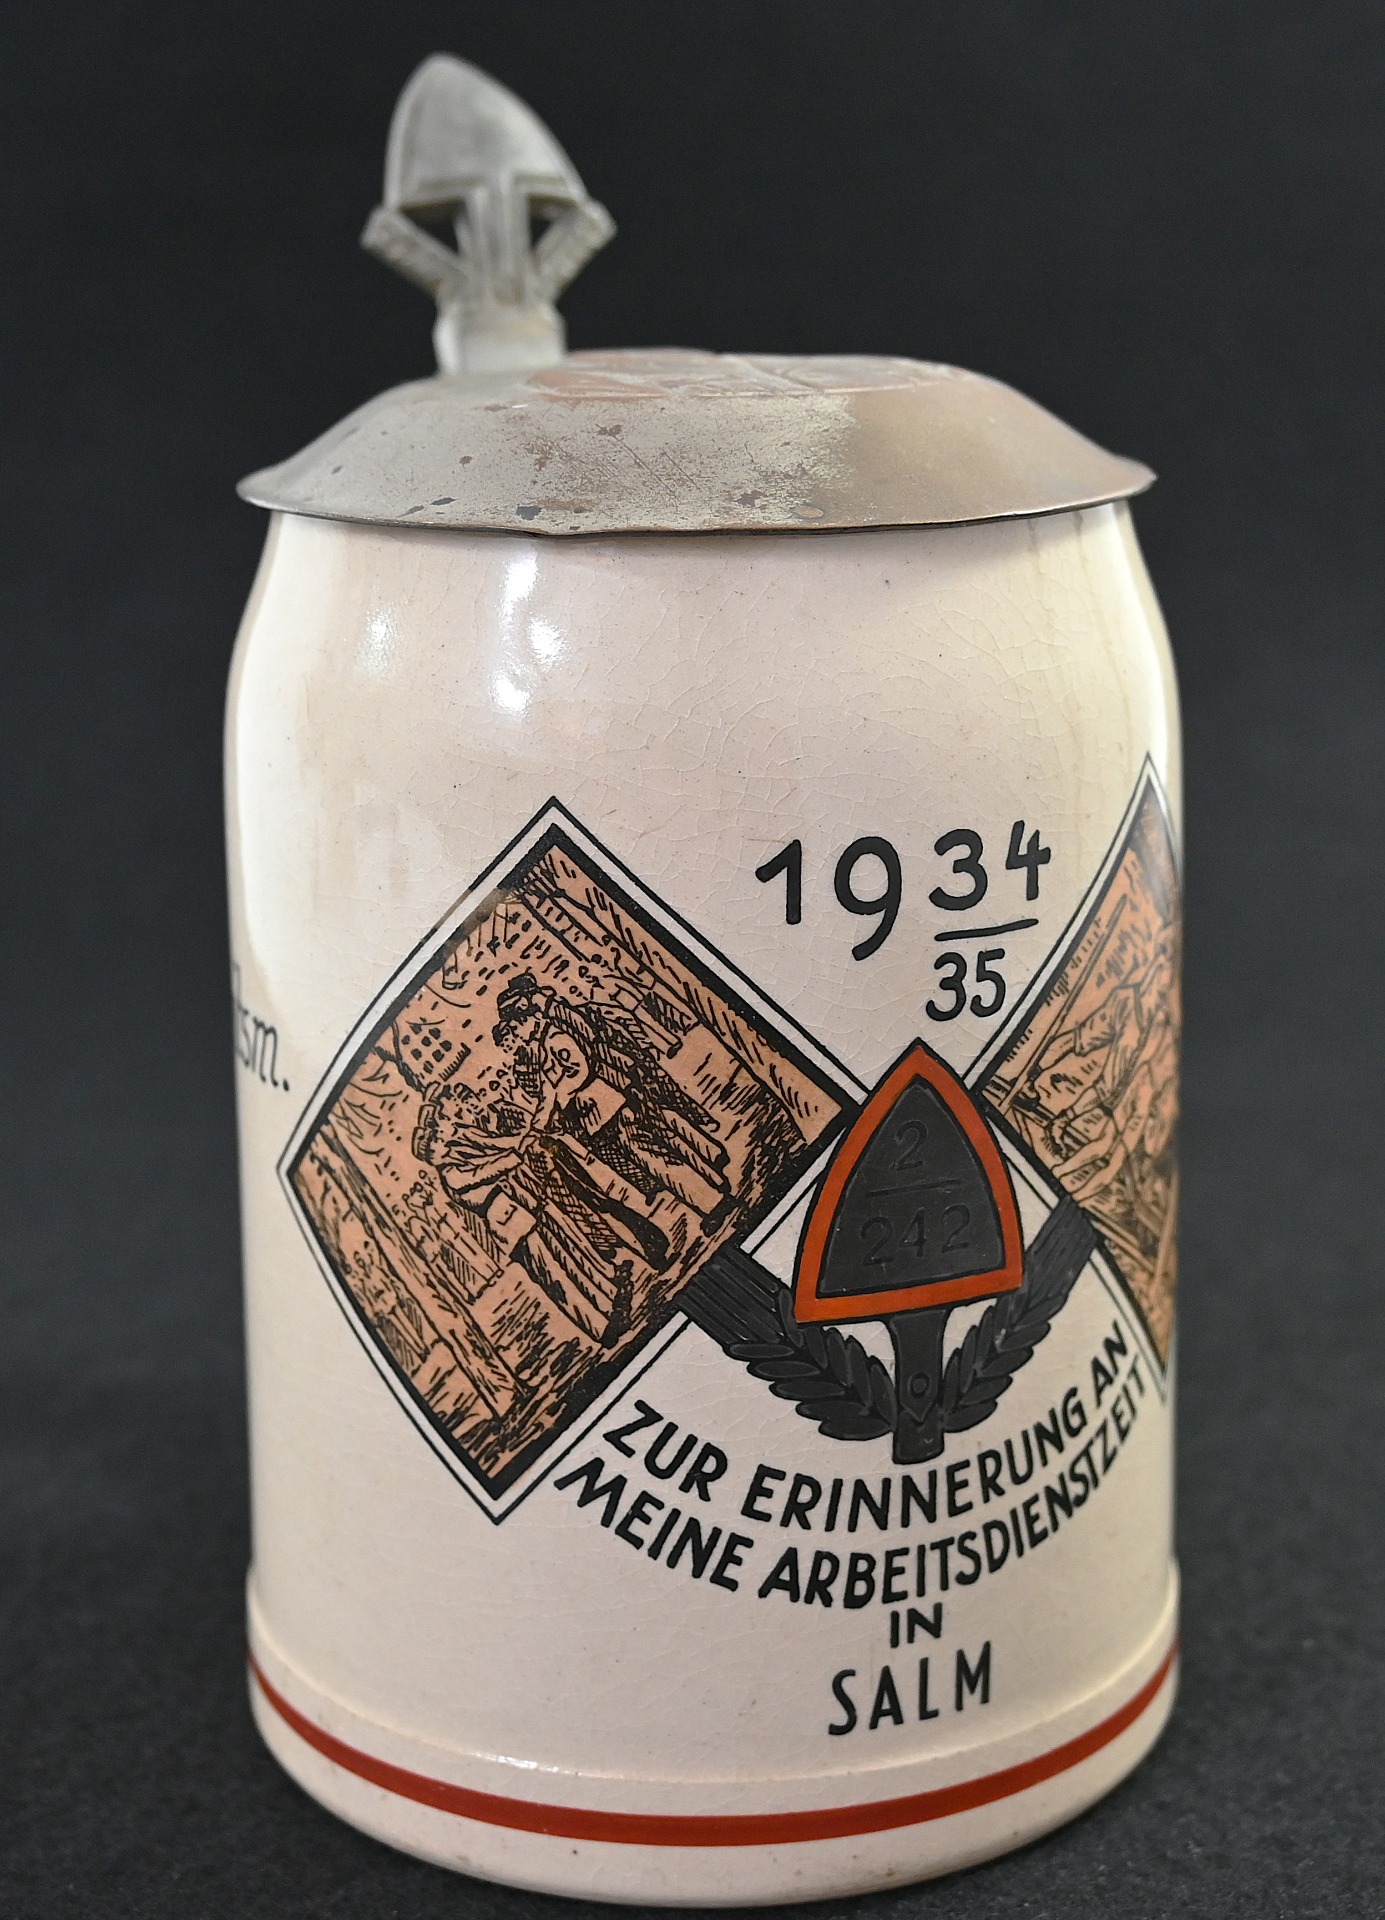 1934
35
2
242
ZUR ERINNERUNG AN
MEINE ARBEITSDIENSTZEIT
IN
SALM